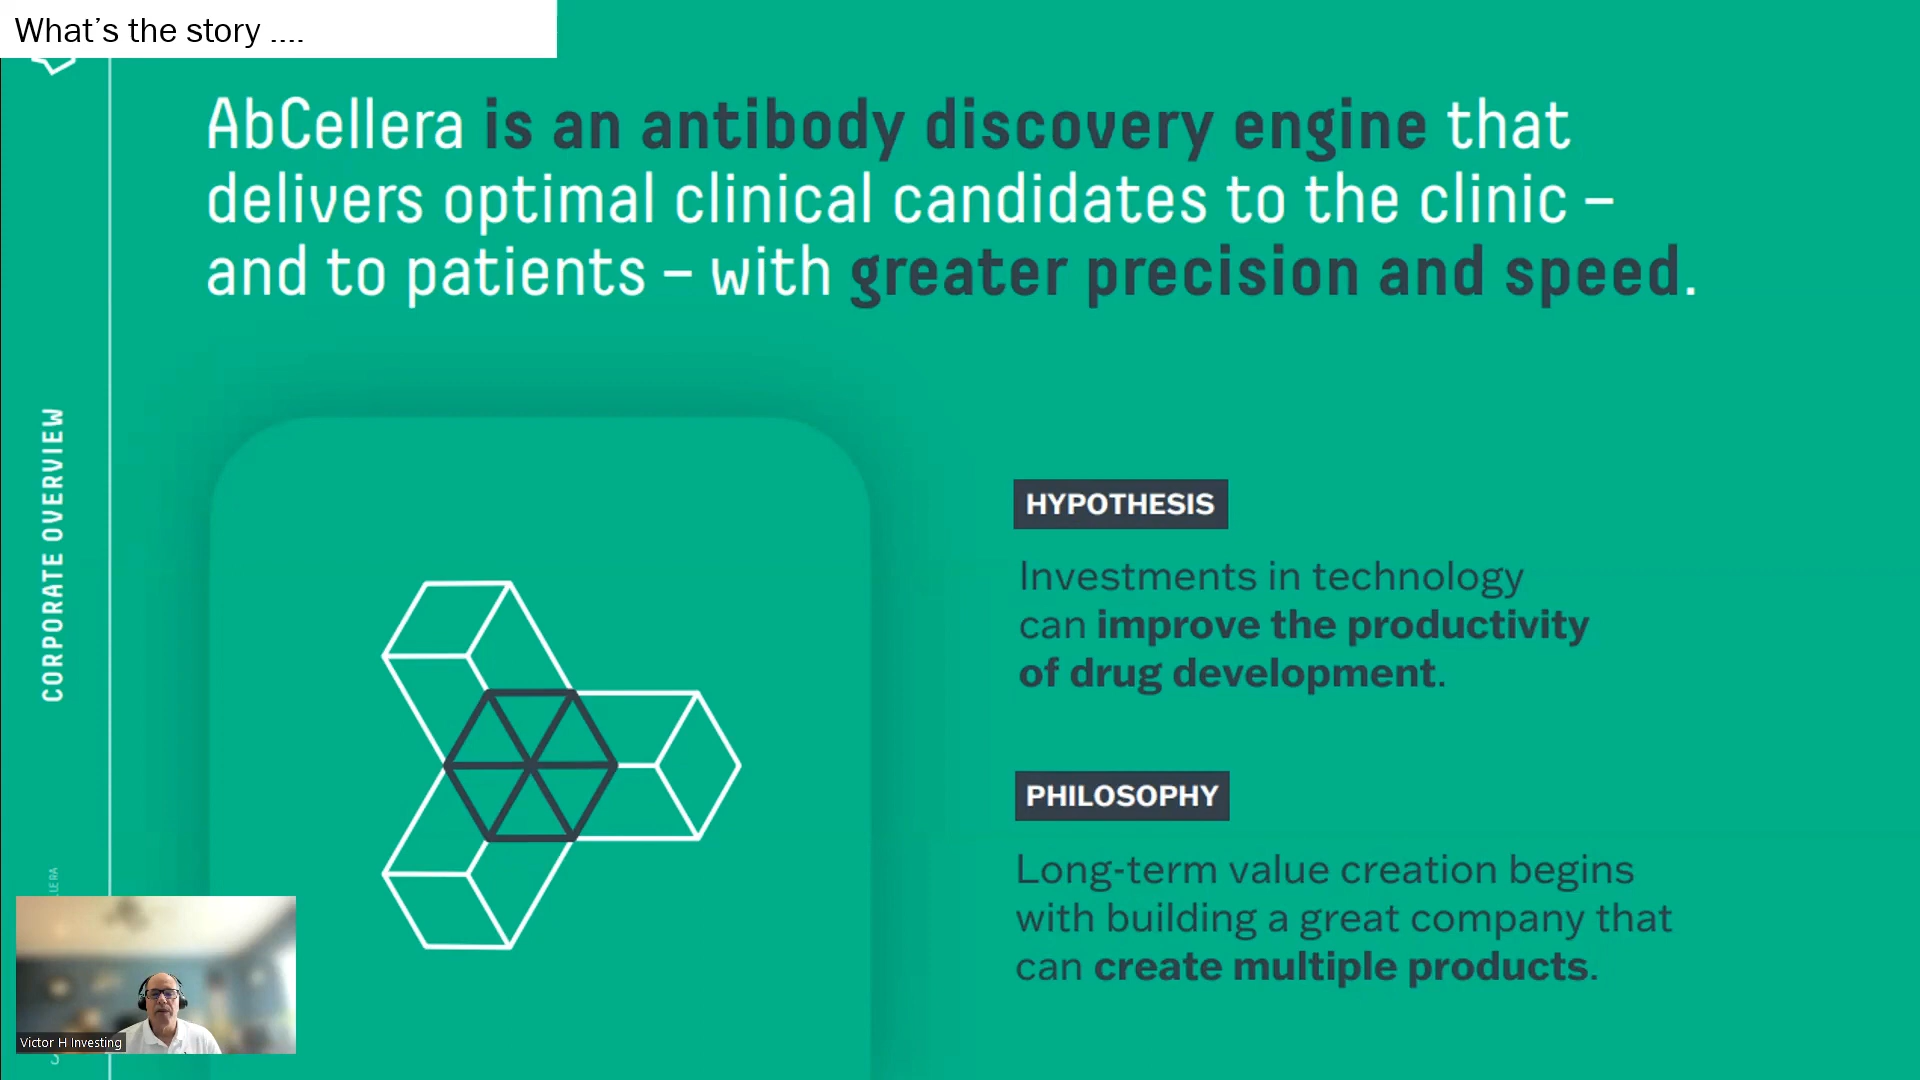 What's the story ....
AbCellera is an antibody discovery engine that
delivers optimal clinical candidates to the clinic –
and to patients – with greater precision and speed.
CORPORATE OVERVIEW
HYPOTHESIS
Investments in technology
can improve the productivity
of drug development.
PHILOSOPHY
Long-term value creation begins
with building a great company that
can create multiple products.
Victor H Investing